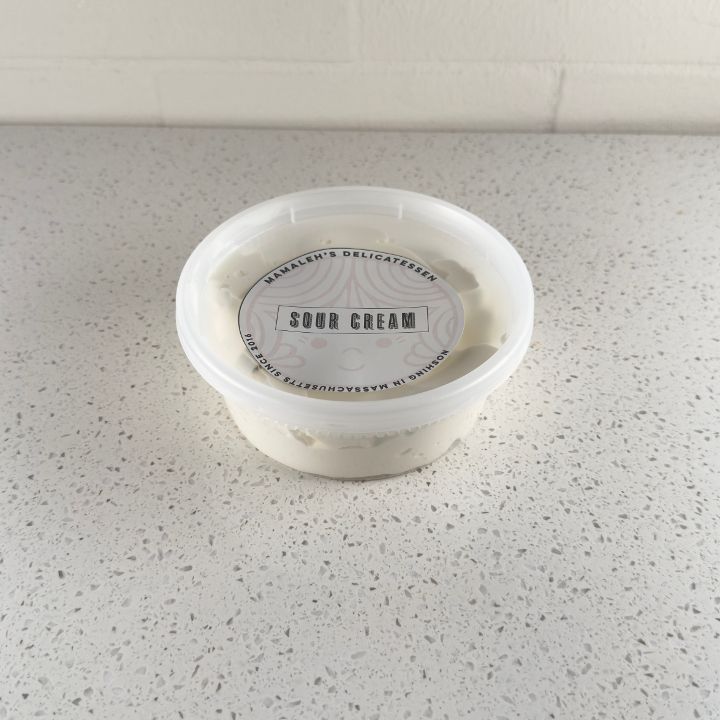 MAMALEH'S DELICATESSEN
SOUR CREAM
NOSHING IN MASSACHUSETTS SINCE 2016